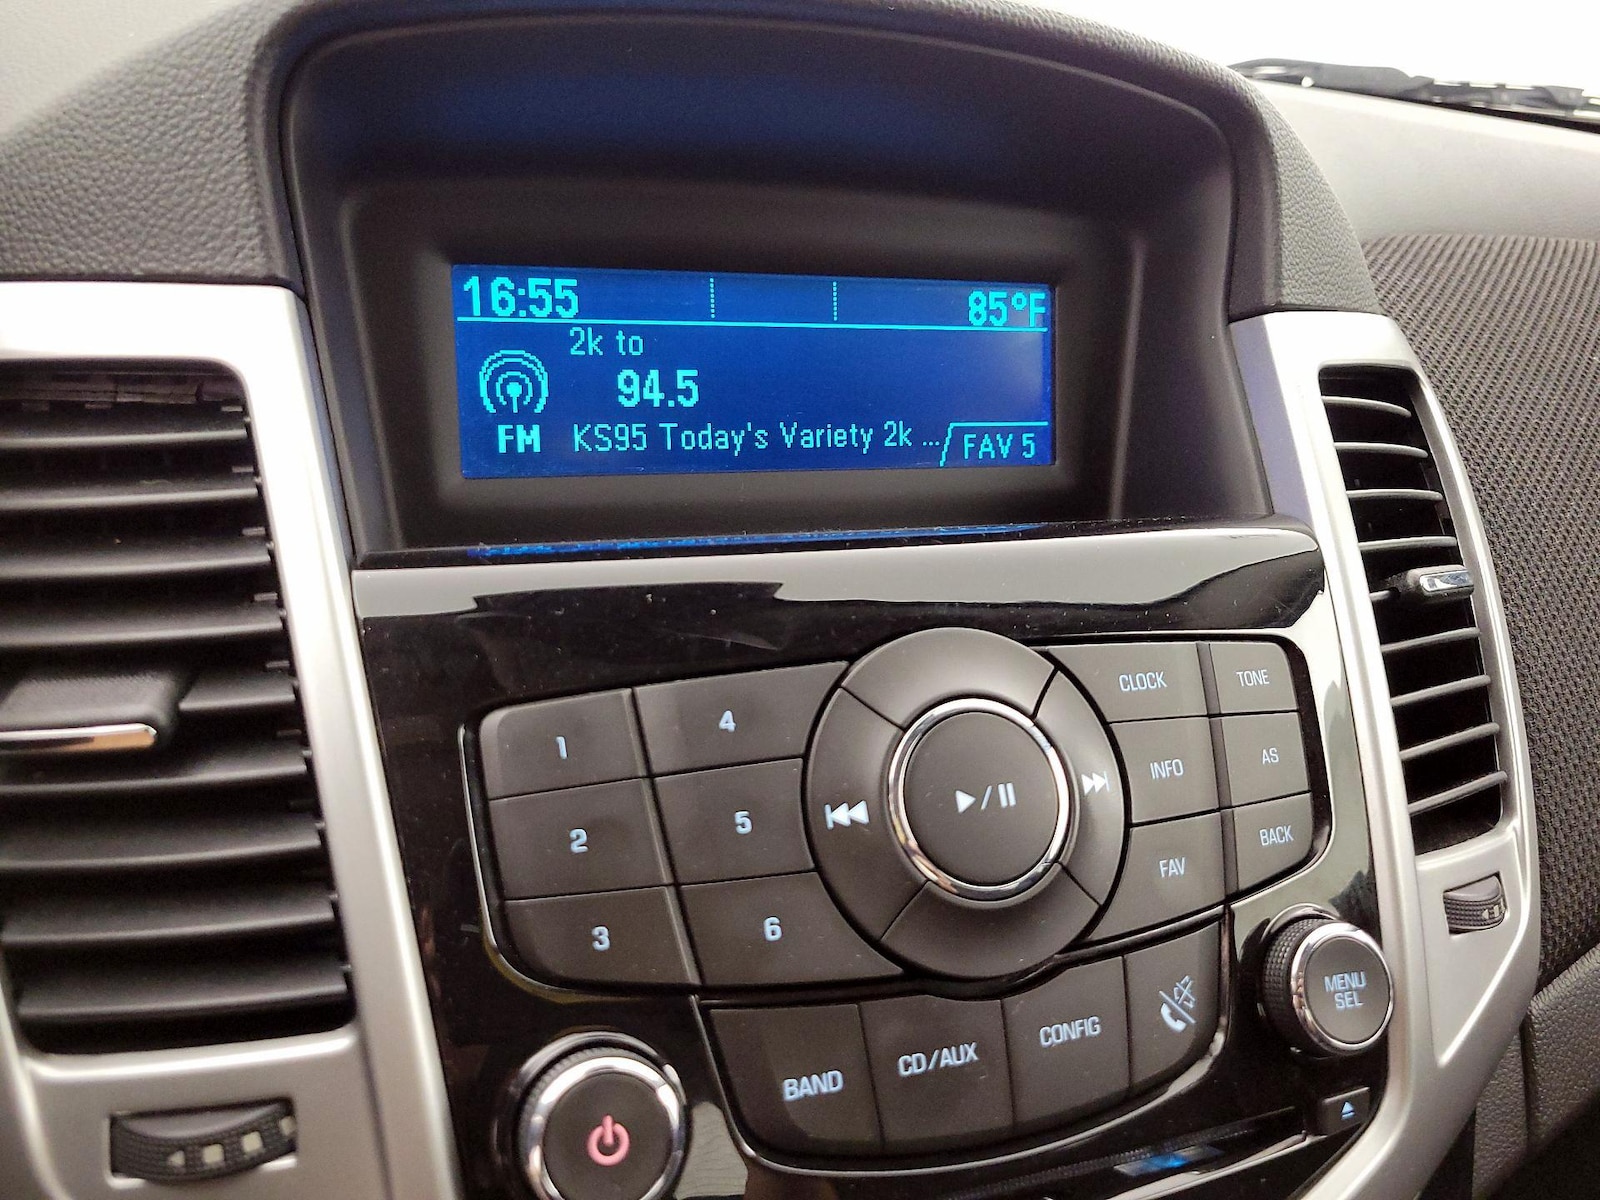 16:55 85°F
2k to
94.5
FM KS95 Today's Variety 2k ... FAV 5
1 4 CLOCK TONE
2 5 INFO AS
3 6 FAV BACK
BAND CD/AUX CONFIG
MENU
SEL